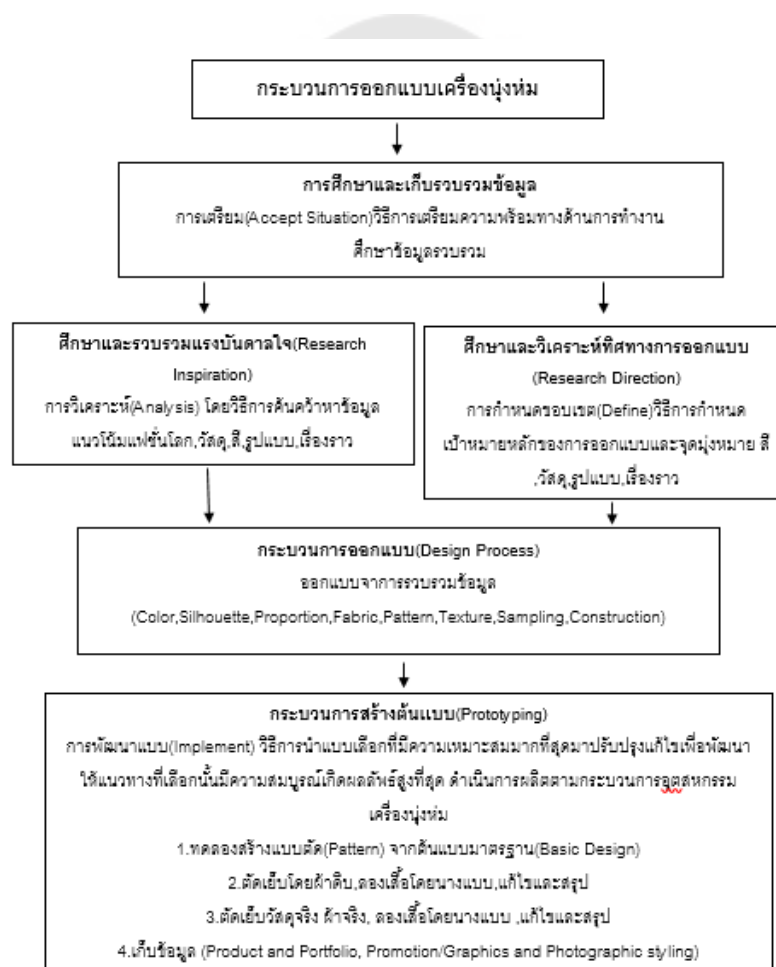 กระบวนการออกแบบเครื่องนุ่งห่ม
การศึกษาและเก็บรวบรวมข้อมูล
การเตรียม(Accept Situation)วิธีการเตรียมความพร้อมทางด้านการทำงาน
ศึกษาข้อมูลรวบรวม
ศึกษาและรวบรวมแรงบันดาลใจ(Research
Inspiration)
การวิเคราะห์(Analysis) โดยวิธีการค้นคว้าหาข้อมูล
แนวโน้มแฟชั่นโลก,วัสดุ,สี,รูปแบบ,เรื่องราว
ศึกษาและวิเคราะห์ทิศทางการออกแบบ
(Research Direction)
การกำหนดขอบเขต(Define)วิธีการกำหนด
เป้าหมายหลักของการออกแบบและจุดมุ่งหมาย สี
,วัสดุ,รูปแบบ,เรื่องราว
กระบวนการออกแบบ(Design Process)
ออกแบบจาการรวบรวมข้อมูล
(Color,Silhouette,Proportion,Fabric,Pattern,Texture,Sampling,Construction)
กระบวนการสร้างต้นแบบ(Prototyping)
การพัฒนาแบบ(Implement) วิธีการนำแบบเลือกที่มีความเหมาะสมมากที่สุดมาปรับปรุงแก้ไขเพื่อพัฒนา
ให้แนวทางที่เลือกนั้นมีความสมบูรณ์เกิดผลลัพธ์สูงที่สุด ดำเนินการผลิตตามกระบวนการอุตสหกรรม
เครื่องนุ่งห่ม
1.ทดลองสร้างแบบตัด(Pattern) จากต้นแบบมาตรฐาน(Basic Design)
2.ตัดเย็บโดยผ้าดิบ,ลองเสื้อโดยนางแบบ,แก้ไขและสรุป
3.ตัดเย็บวัสดุจริง ผ้าจริง, ลองเสื้อโดยนางแบบ ,แก้ไขและสรุป
4.เก็บข้อมูล (Product and Portfolio, Promotion/Graphics and Photographic styling)